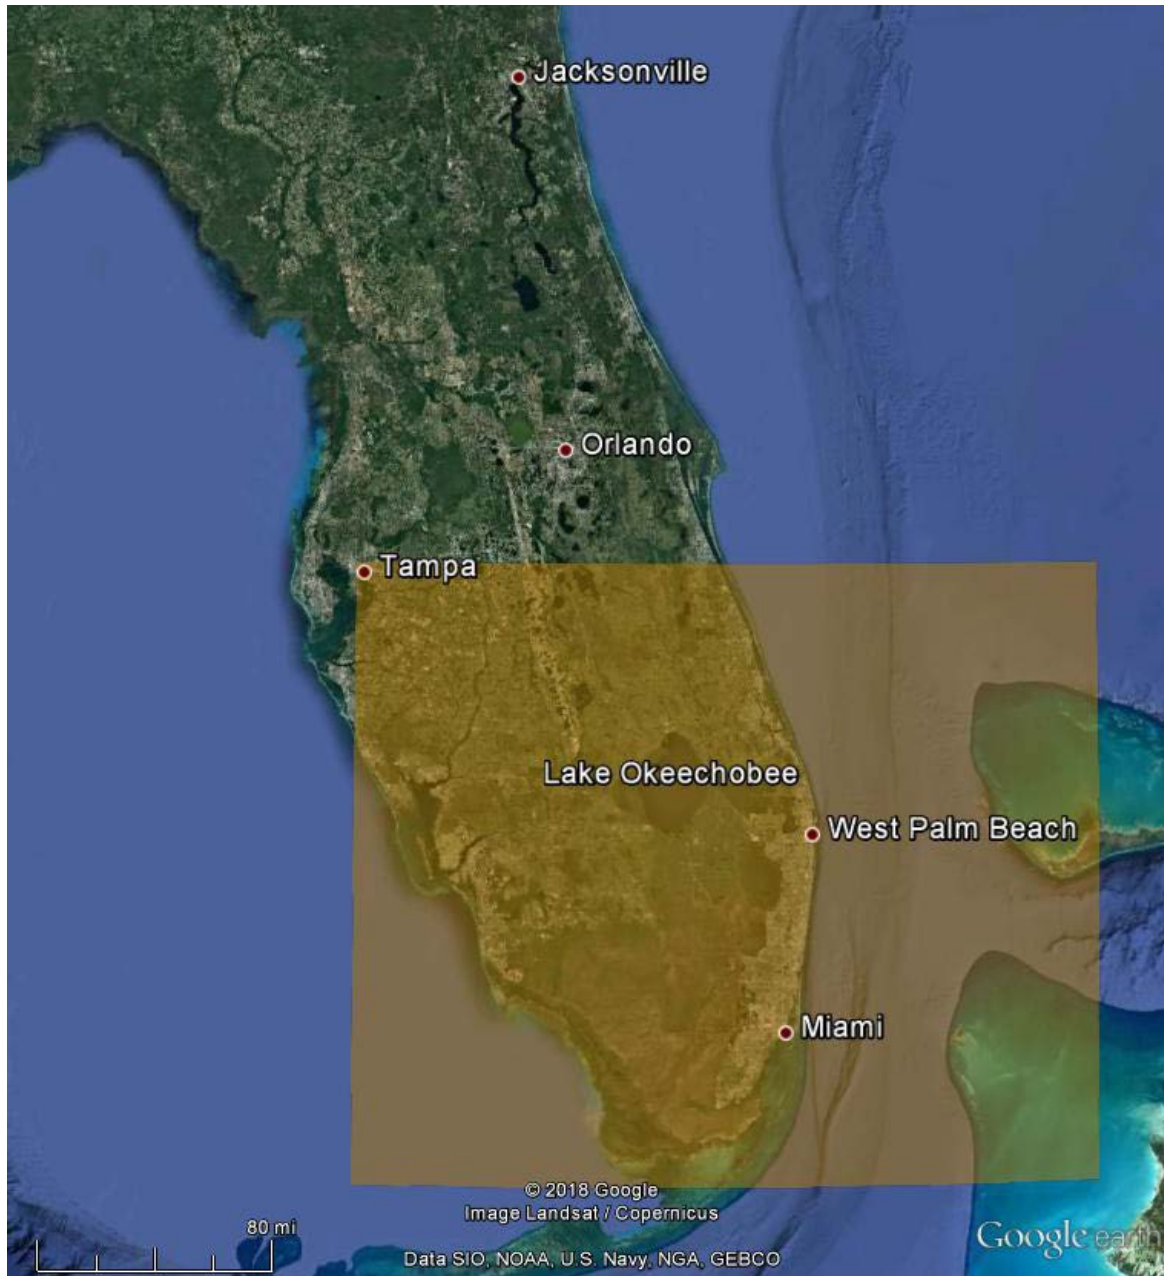 Jacksonville
Orlando
Tampa
Lake Okeechobee
West Palm Beach
Miami
© 2018 Google
Image Landsat / Copernicus
80 mi
Google earth
Data SIO, NOAA, U.S. Navy, NGA, GEBCO